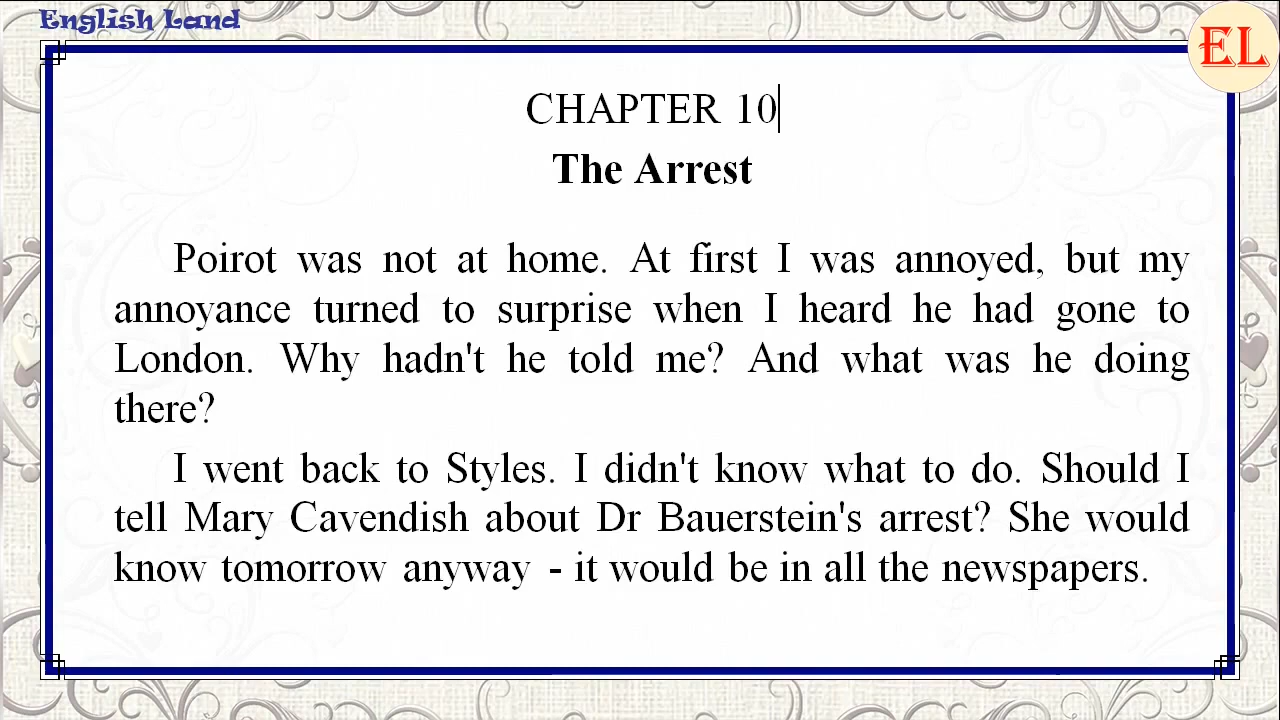 English Land
EL
CHAPTER 10
The Arrest
Poirot was not at home. At first I was annoyed, but my
annoyance turned to surprise when I heard he had gone to
London. Why hadn't he told me? And what was he doing
there?
I went back to Styles. I didn't know what to do. Should I
tell Mary Cavendish about Dr Bauerstein's arrest? She would
know tomorrow anyway - it would be in all the newspapers.